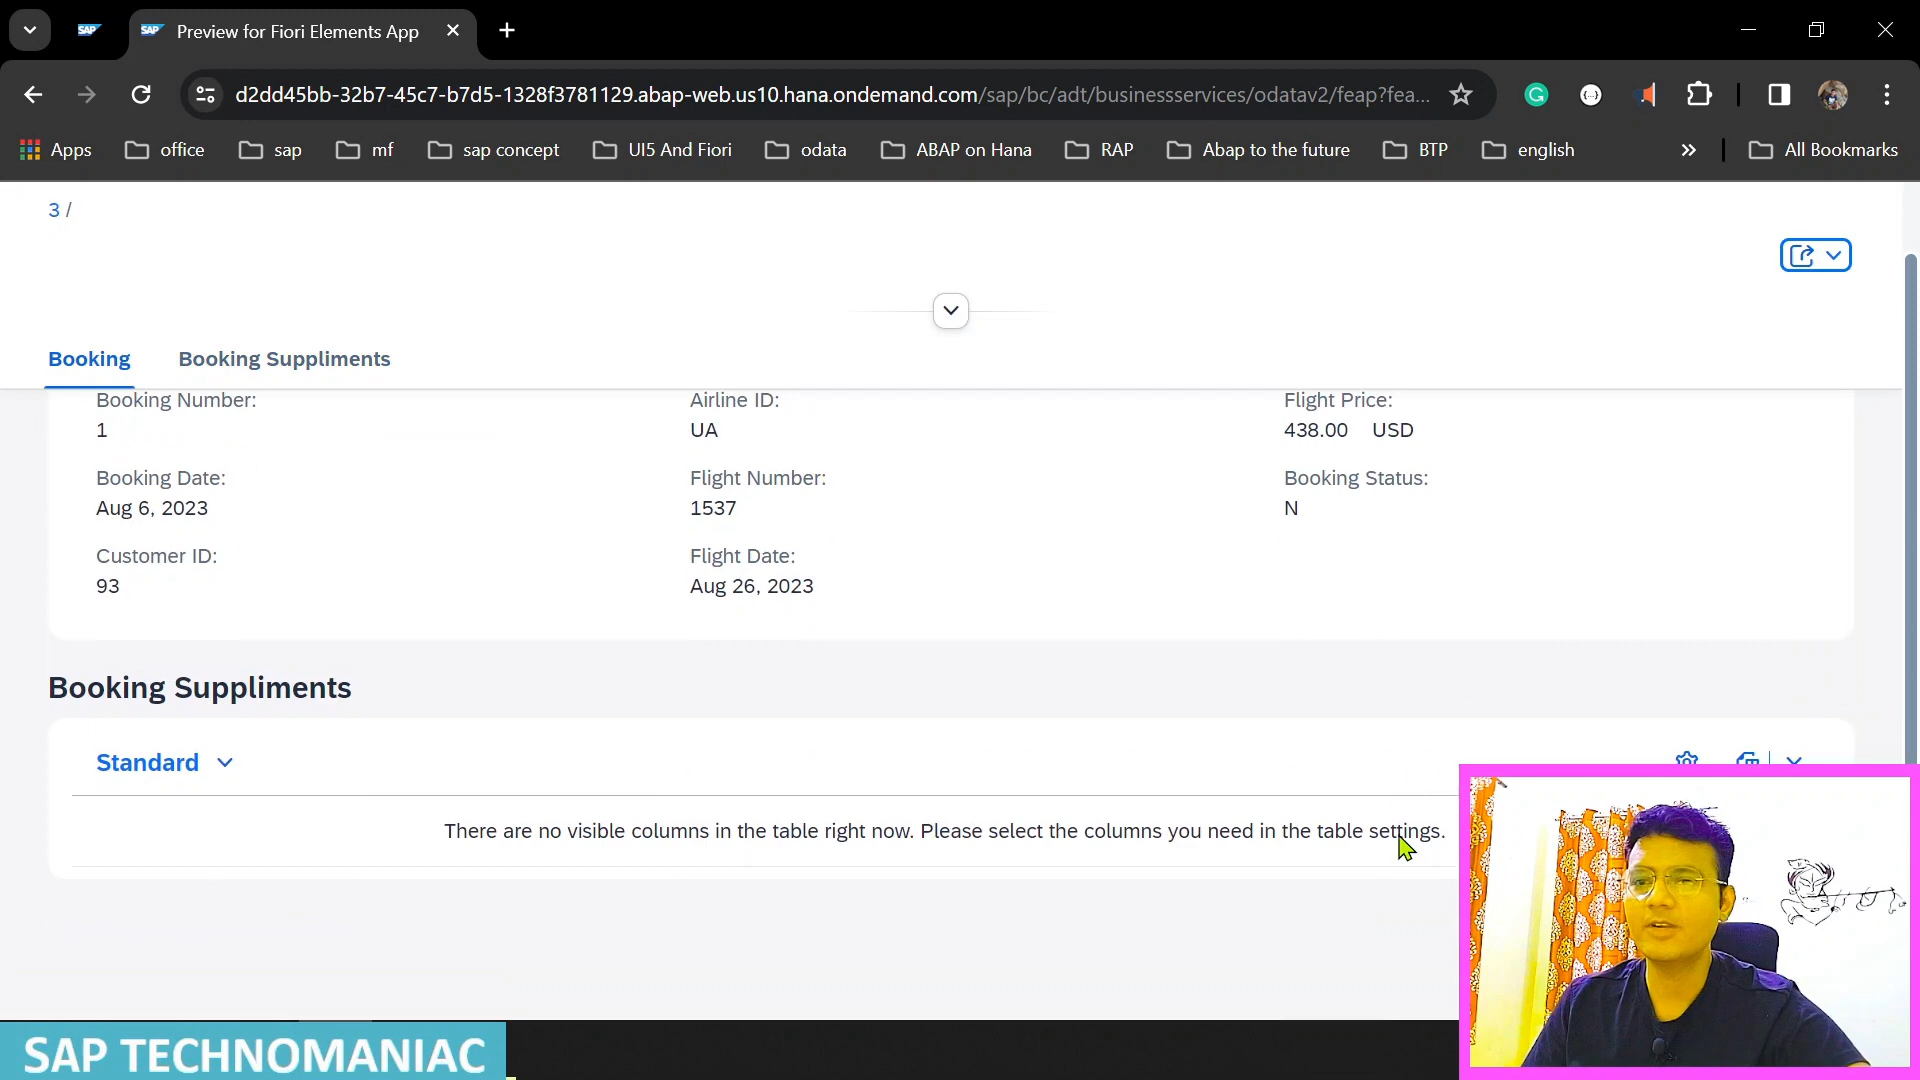 SAP
SAP Preview for Fiori Elements App
d2dd45bb-32b7-45c7-b7d5-1328f3781129.abap-web.us10.hana.ondemand.com/sap/bc/adt/businessservices/odatav2/feap?fea...
Apps office sap mf sap concept UI5 And Fiori odata ABAP on Hana RAP Abap to the future BTP english » All Bookmarks
3 /
Booking Booking Suppliments
Booking Number: Airline ID: Flight Price:
1 UA 438.00 USD
Booking Date: Flight Number: Booking Status:
Aug 6, 2023 1537 N
Customer ID: Flight Date:
93 Aug 26, 2023
Booking Suppliments
Standard
There are no visible columns in the table right now. Please select the columns you need in the table settings.
SAP TECHNOMANIAC